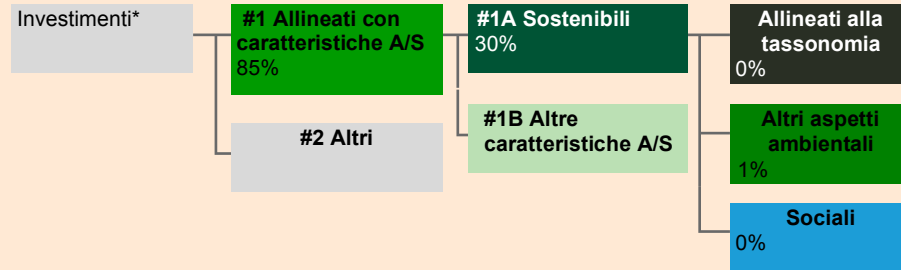 Investimenti*
#1 Allineati con
caratteristiche A/S
85%
#2 Altri
#1A Sostenibili
30%
#1B Altre
caratteristiche A/S
Allineati alla
tassonomia
0%
Altri aspetti
ambientali
1%
Sociali
0%